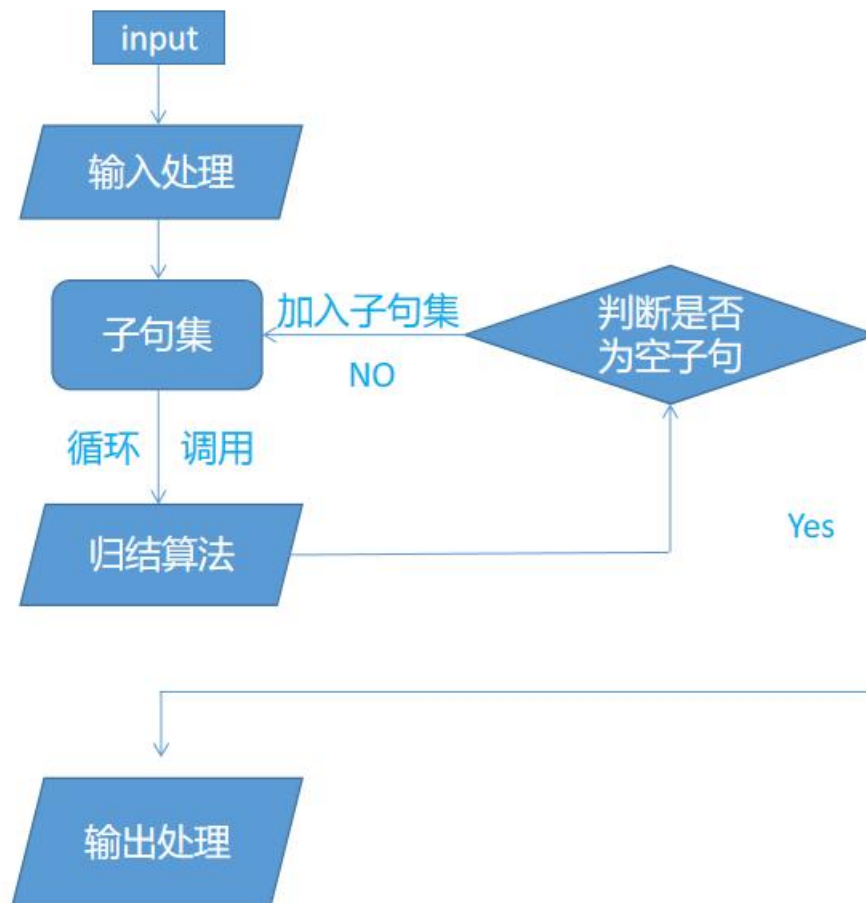 input
输入处理
子句集
加入子句集
NO
判断是否
为空子句
循环 调用
归结算法
Yes
输出处理